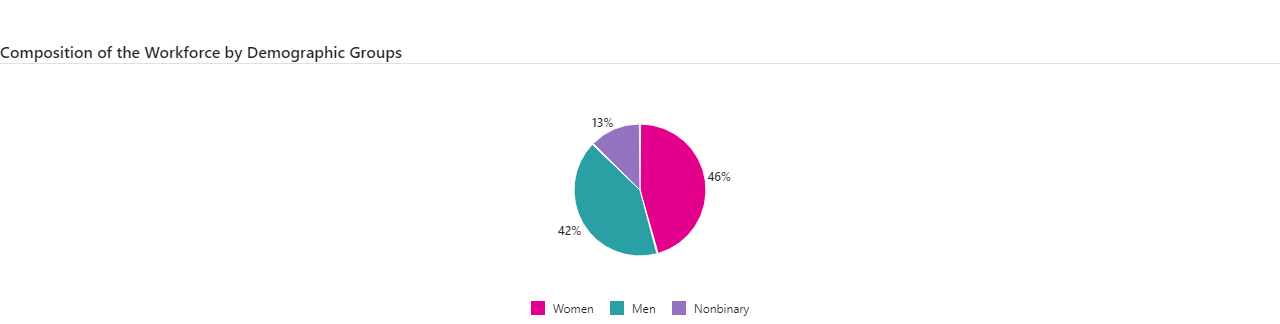 Composition of the Workforce by Demographic Groups
13%
46%
42%
Women Men Nonbinary